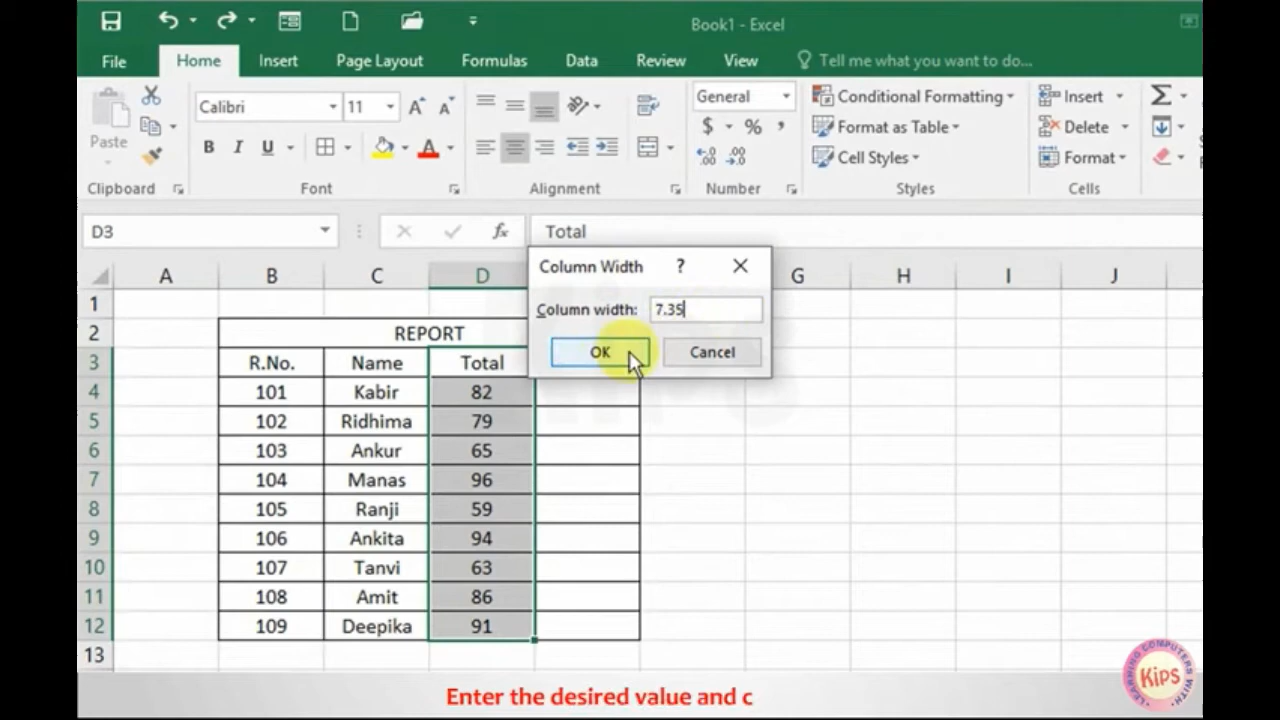 Book1 - Excel
File Home Insert Page Layout Formulas Data Review View Tell me what you want to do...
Paste
Calibri 11
B I U A
General
$ % ,
Conditional Formatting
Format as Table
Cell Styles
Insert
Delete
Format
Clipboard Font Alignment Number Styles Cells
D3 fx Total
Column Width ? 
Column width: 7.35
OK Cancel
A B C D G H I J
1
2 REPORT
3 R.No. Name Total
4 101 Kabir 82
5 102 Ridhima 79
6 103 Ankur 65
7 104 Manas 96
8 105 Ranji 59
9 106 Ankita 94
10 107 Tanvi 63
11 108 Amit 86
12 109 Deepika 91
13
Enter the desired value and c
LEARNING COMPUTERS WITH
Kips